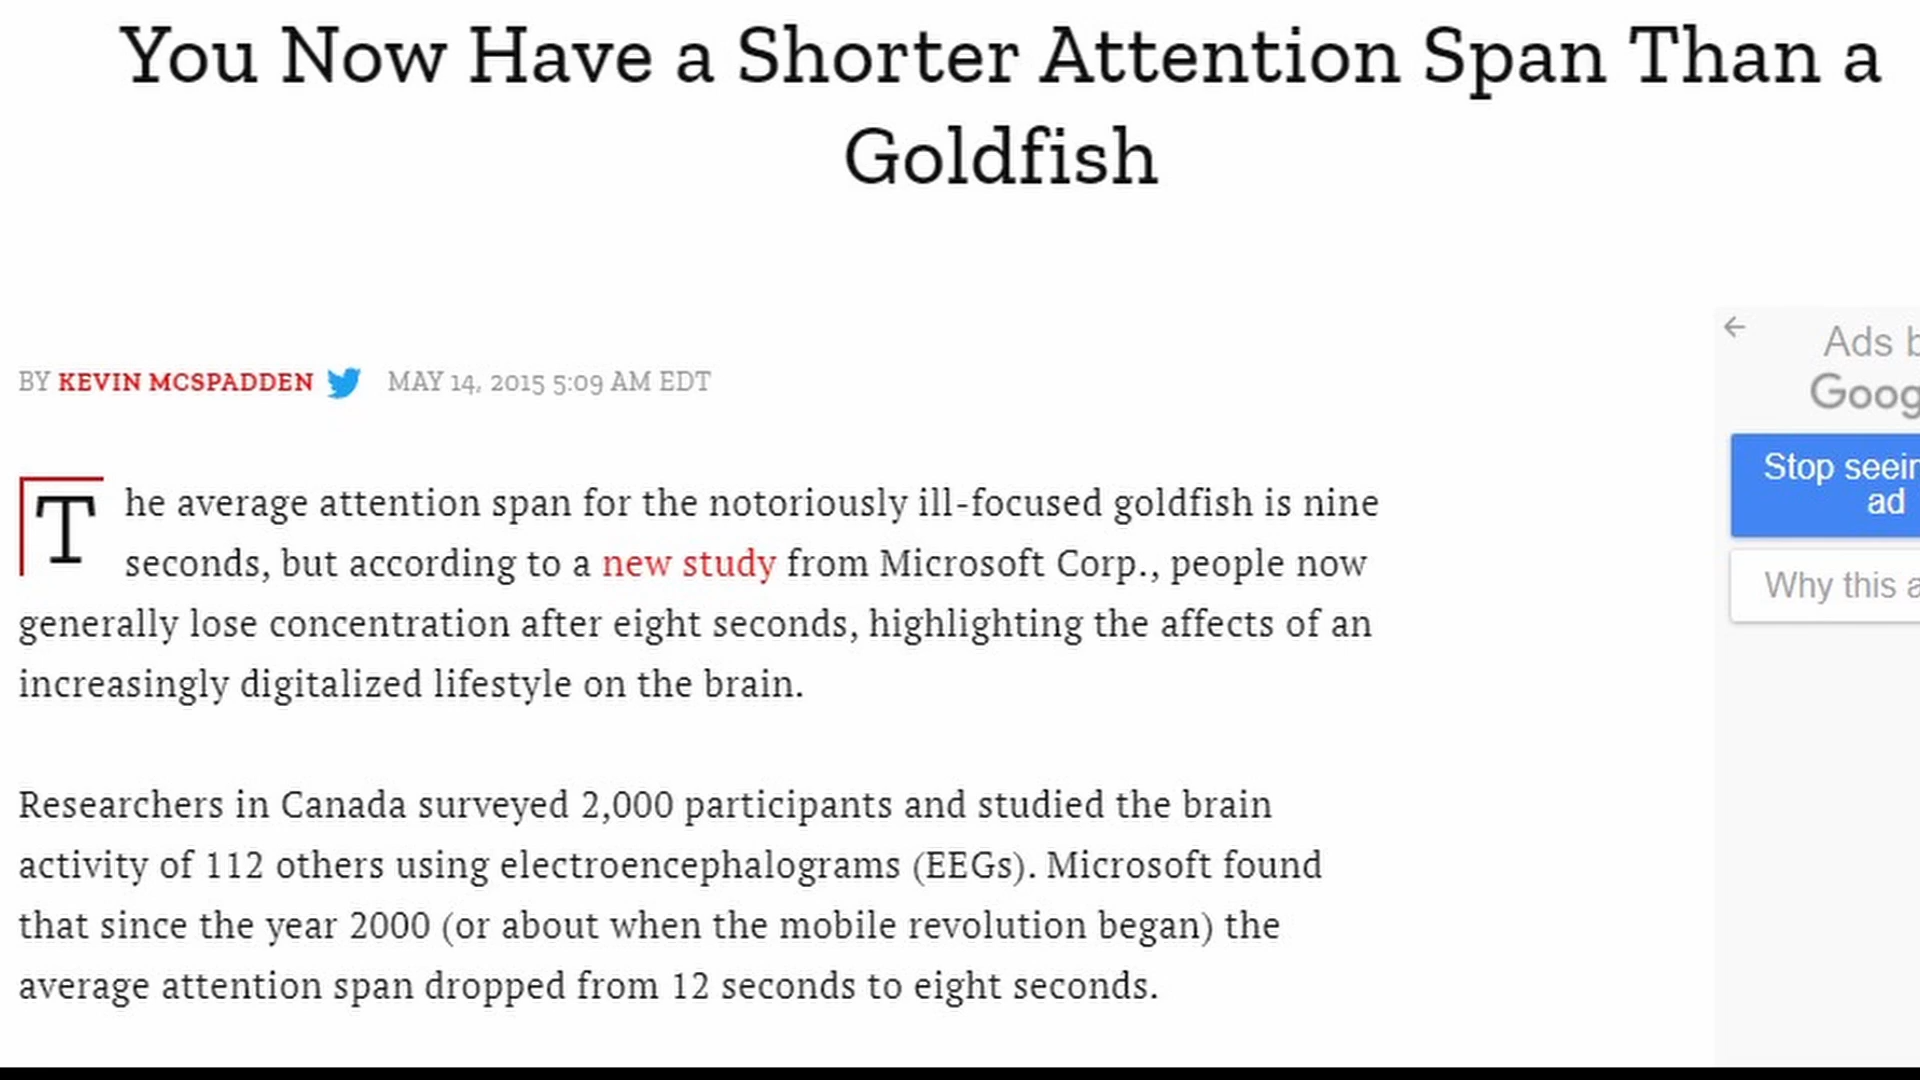 You Now Have a Shorter Attention Span Than a
Goldfish
BY KEVIN MCSPADDEN MAY 14, 2015 5:09 AM EDT
Ads b
Goog
Stop seein
ad
Why this a
The average attention span for the notoriously ill-focused goldfish is nine
seconds, but according to a new study from Microsoft Corp., people now
generally lose concentration after eight seconds, highlighting the affects of an
increasingly digitalized lifestyle on the brain.
Researchers in Canada surveyed 2,000 participants and studied the brain
activity of 112 others using electroencephalograms (EEGs). Microsoft found
that since the year 2000 (or about when the mobile revolution began) the
average attention span dropped from 12 seconds to eight seconds.